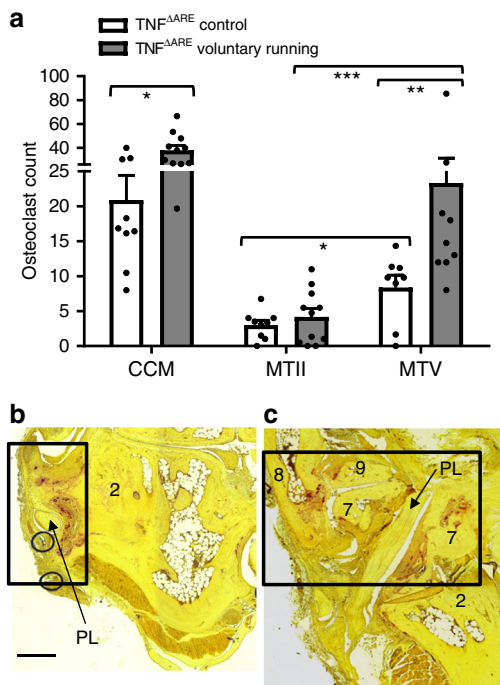 a
TNF^ΔARE control
TNF^ΔARE voluntary running
Osteoclast count
100
80
60
40
25
20
15
10
5
0
*
***
**
*
CCM
MTII
MTV
b
2
PL
c
8
9
PL
7
7
2